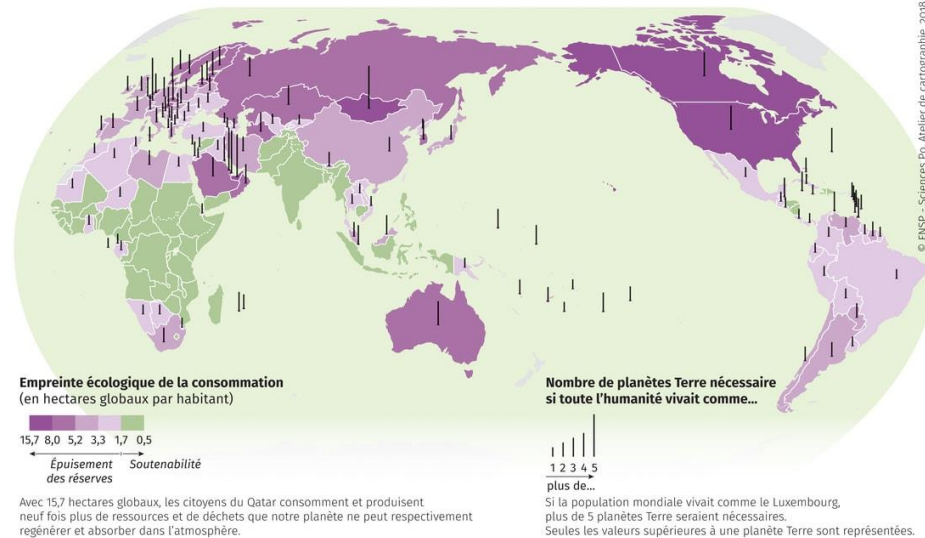 © FNSP - Sciences Po, Atelier de cartographie, 2018
Empreinte écologique de la consommation
(en hectares globaux par habitant)
15,7 8,0 5,2 3,3 1,7 0,5
Épuisement Soutenabilité
des réserves
Avec 15,7 hectares globaux, les citoyens du Qatar consomment et produisent
neuf fois plus de ressources et de déchets que notre planète ne peut respectivement
regénérer et absorber dans l'atmosphère.
Nombre de planètes Terre nécessaire
si toute l'humanité vivait comme...
1 2 3 4 5
plus de...
Si la population mondiale vivait comme le Luxembourg,
plus de 5 planètes Terre seraient nécessaires.
Seules les valeurs supérieures à une planète Terre sont représentées.